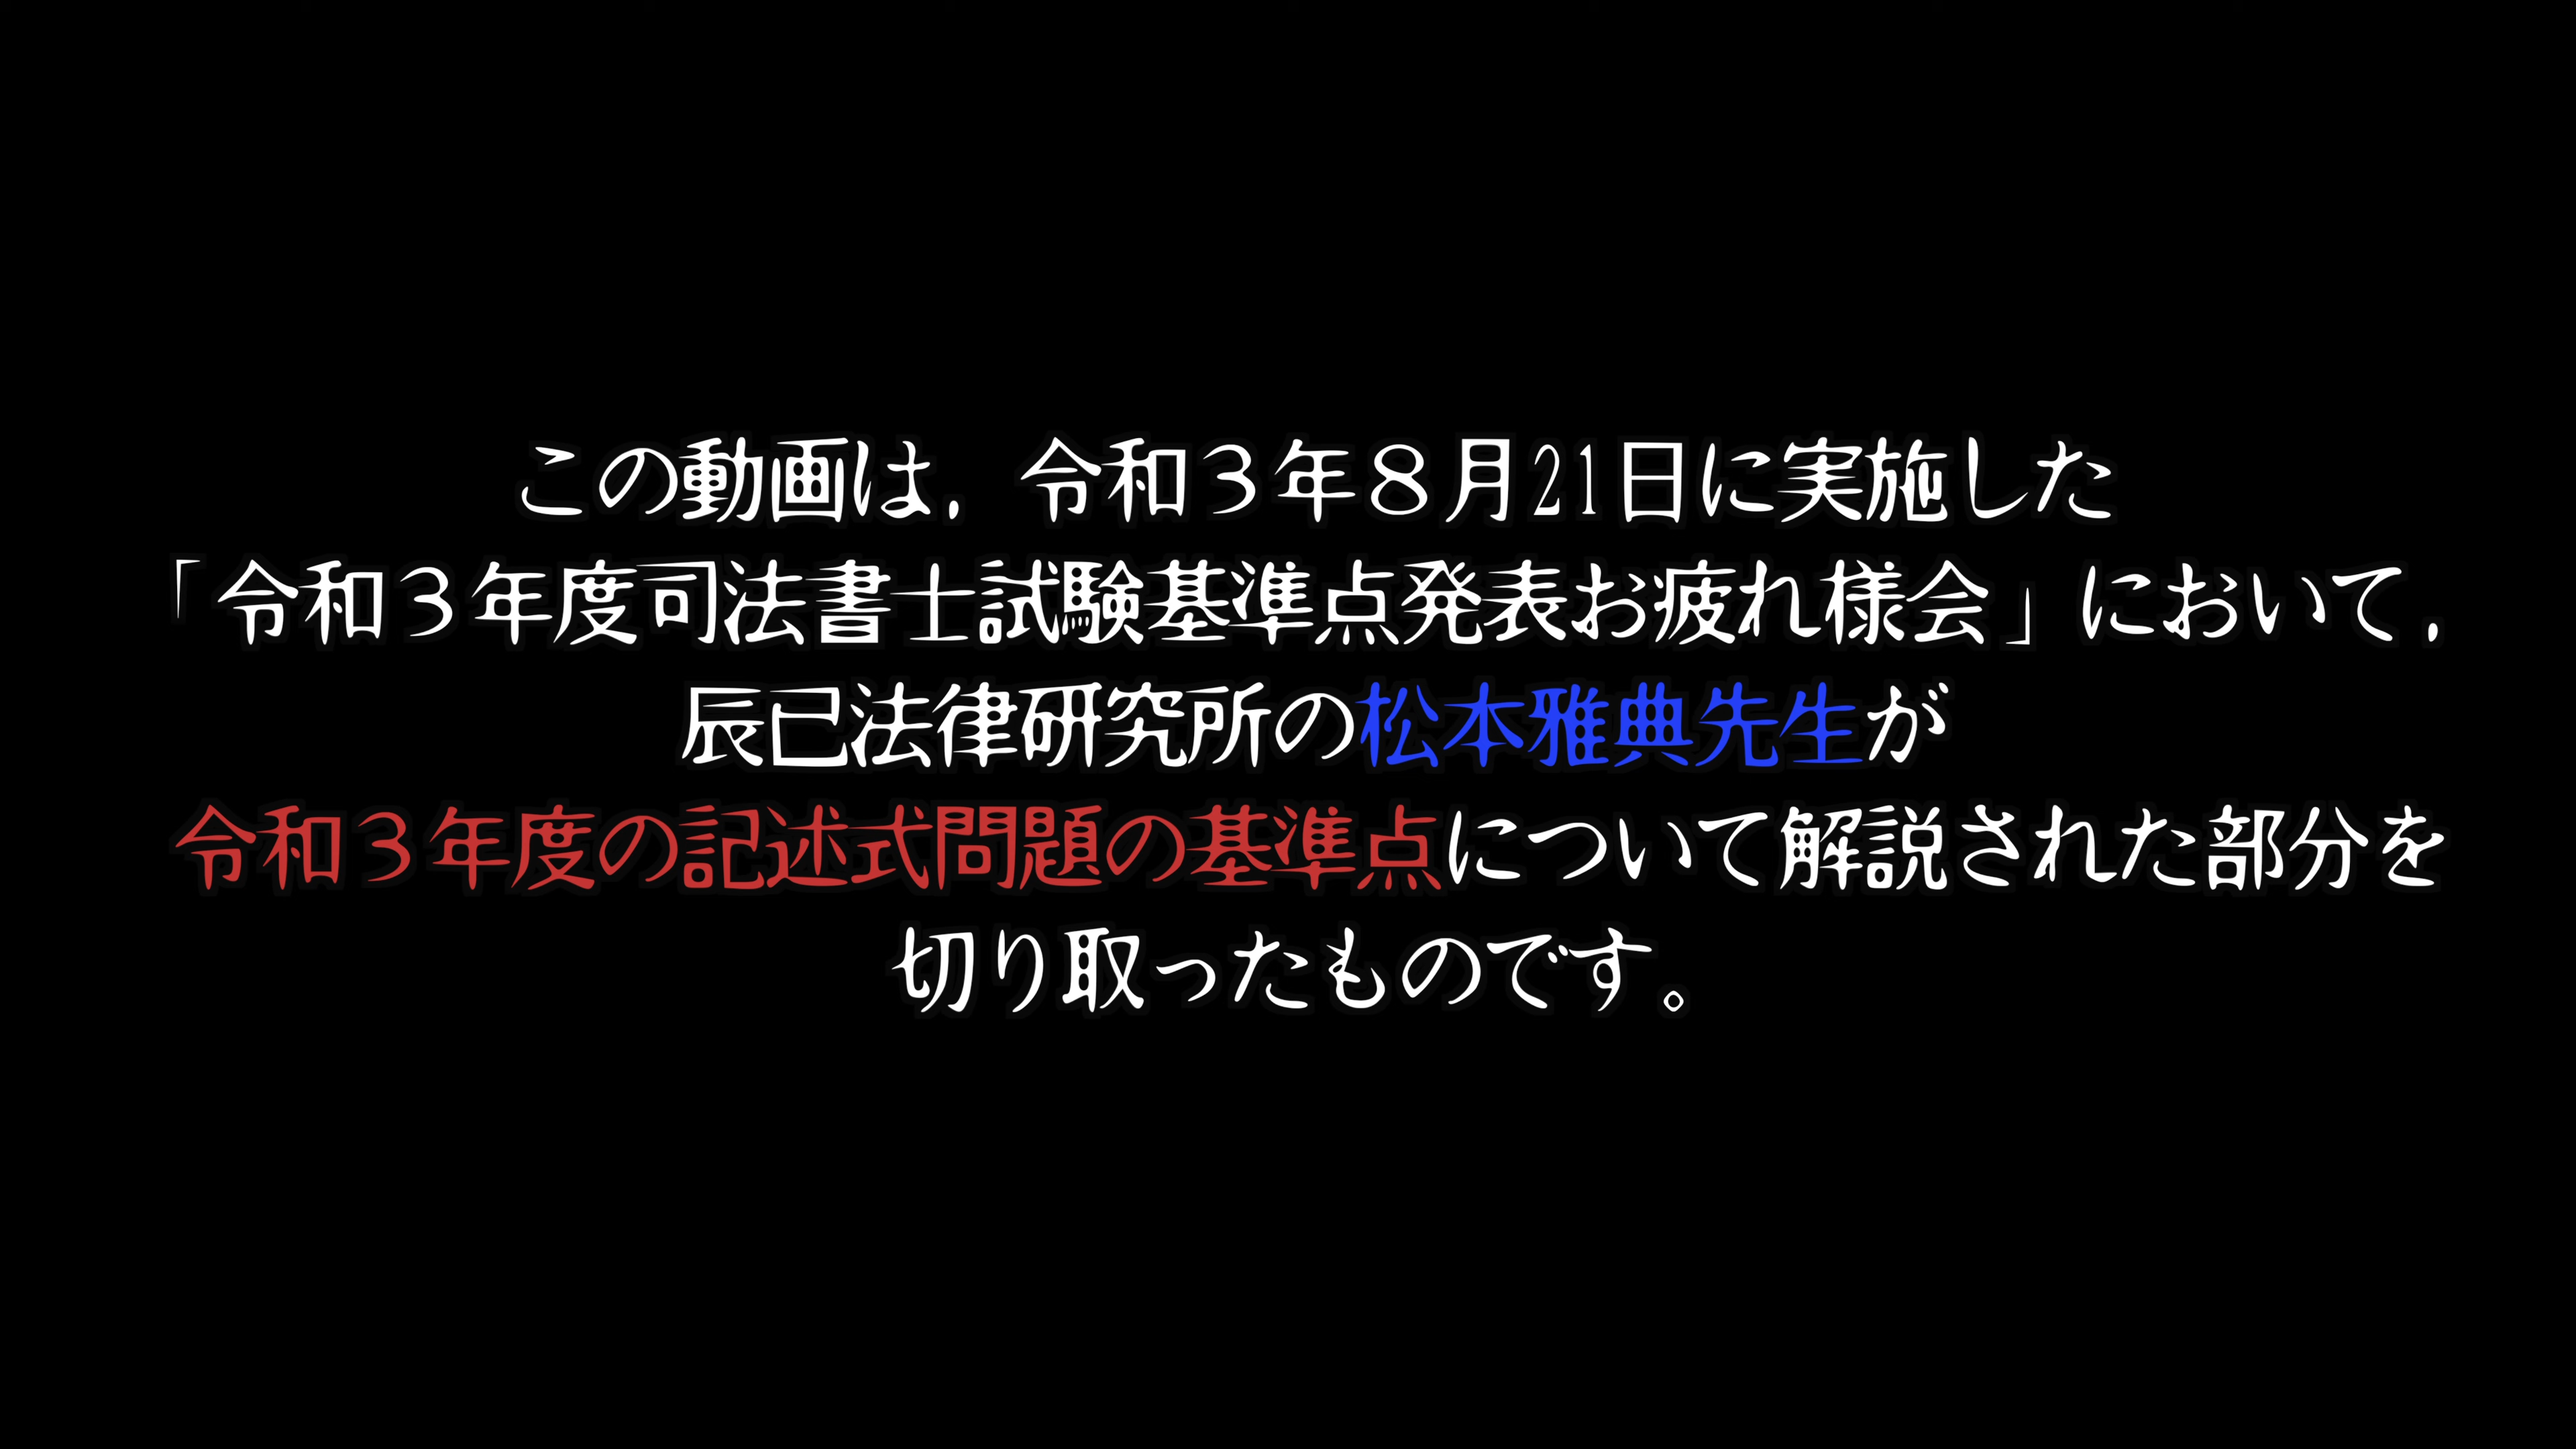 この動画は，令和３年８月21日に実施した
「令和３年度司法書士試験基準点発表お疲れ様会」において，
辰已法律研究所の松本雅典先生が
令和３年度の記述式問題の基準点について解説された部分を
切り取ったものです。